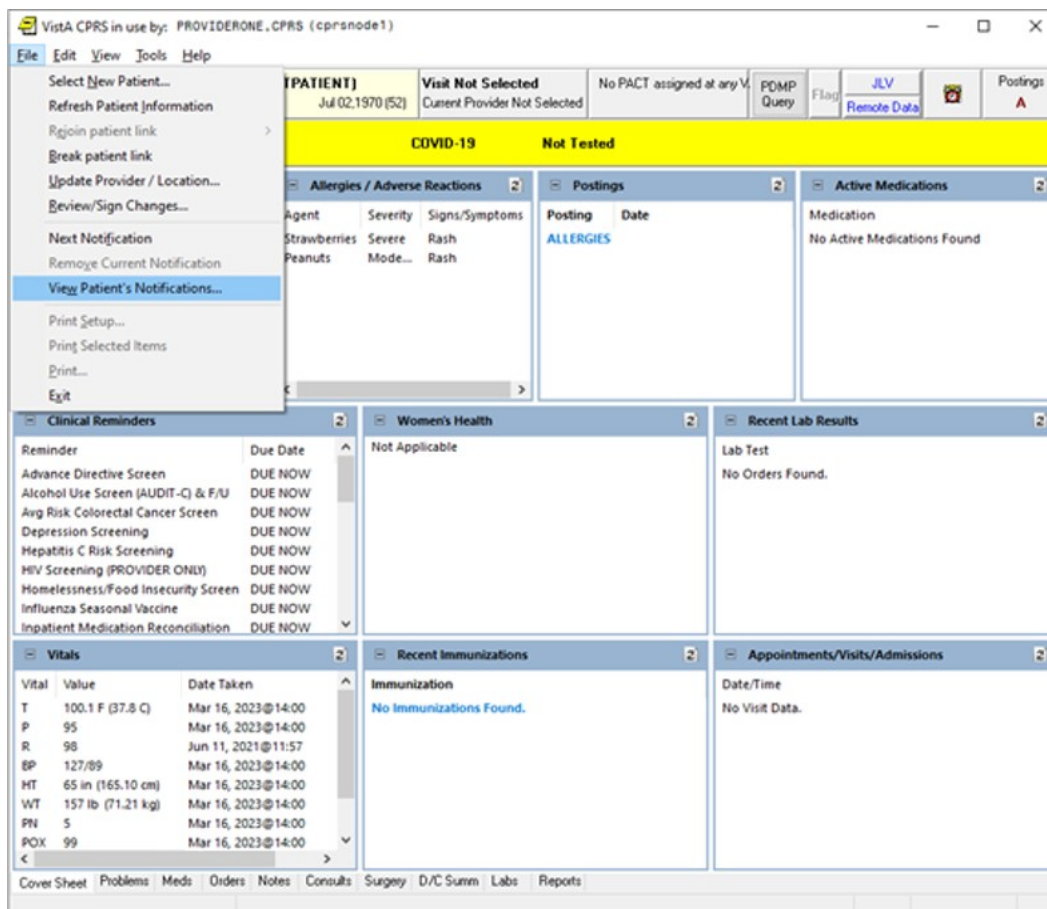 VistA CPRS in use by: PROVIDERONE,CPRS (cprsnode1)
File Edit View Tools Help
Select New Patient...
Refresh Patient Information
Rejoin patient link
Break patient link
Update Provider / Location...
Review/Sign Changes...
Next Notification
Remove Current Notification
View Patient's Notifications...
Print Setup...
Print Selected Items
Print...
Exit
TPATIENT) Visit Not Selected No PACT assigned at any V PDMP Query Flag JLV Postings
Jul 02,1970 (52) Current Provider Not Selected Remote Data A
COVID-19 Not Tested
Allergies / Adverse Reactions
Agent Severity Signs/Symptoms
Strawberries Severe Rash
Peanuts Mode... Rash
Postings
Posting Date
ALLERGIES
Active Medications
Medication
No Active Medications Found
Clinical Reminders
Reminder Due Date
Advance Directive Screen DUE NOW
Alcohol Use Screen (AUDIT-C) & F/U DUE NOW
Avg Risk Colorectal Cancer Screen DUE NOW
Depression Screening DUE NOW
Hepatitis C Risk Screening DUE NOW
HIV Screening (PROVIDER ONLY) DUE NOW
Homelessness/Food Insecurity Screen DUE NOW
Influenza Seasonal Vaccine DUE NOW
Inpatient Medication Reconciliation DUE NOW
Women's Health
Not Applicable
Recent Lab Results
Lab Test
No Orders Found.
Vitals
Vital Value Date Taken
T 100.1 F (37.8 C) Mar 16, 2023@14:00
P 95 Mar 16, 2023@14:00
R 98 Jun 11, 2021@11:57
BP 127/89 Mar 16, 2023@14:00
HT 65 in (165.10 cm) Mar 16, 2023@14:00
WT 157 lb (71.21 kg) Mar 16, 2023@14:00
PN 5 Mar 16, 2023@14:00
POX 99 Mar 16, 2023@14:00
Recent Immunizations
Immunization
No Immunizations Found.
Appointments/Visits/Admissions
Date/Time
No Visit Data.
Cover Sheet Problems Meds Orders Notes Consults Surgery D/C Summ Labs Reports